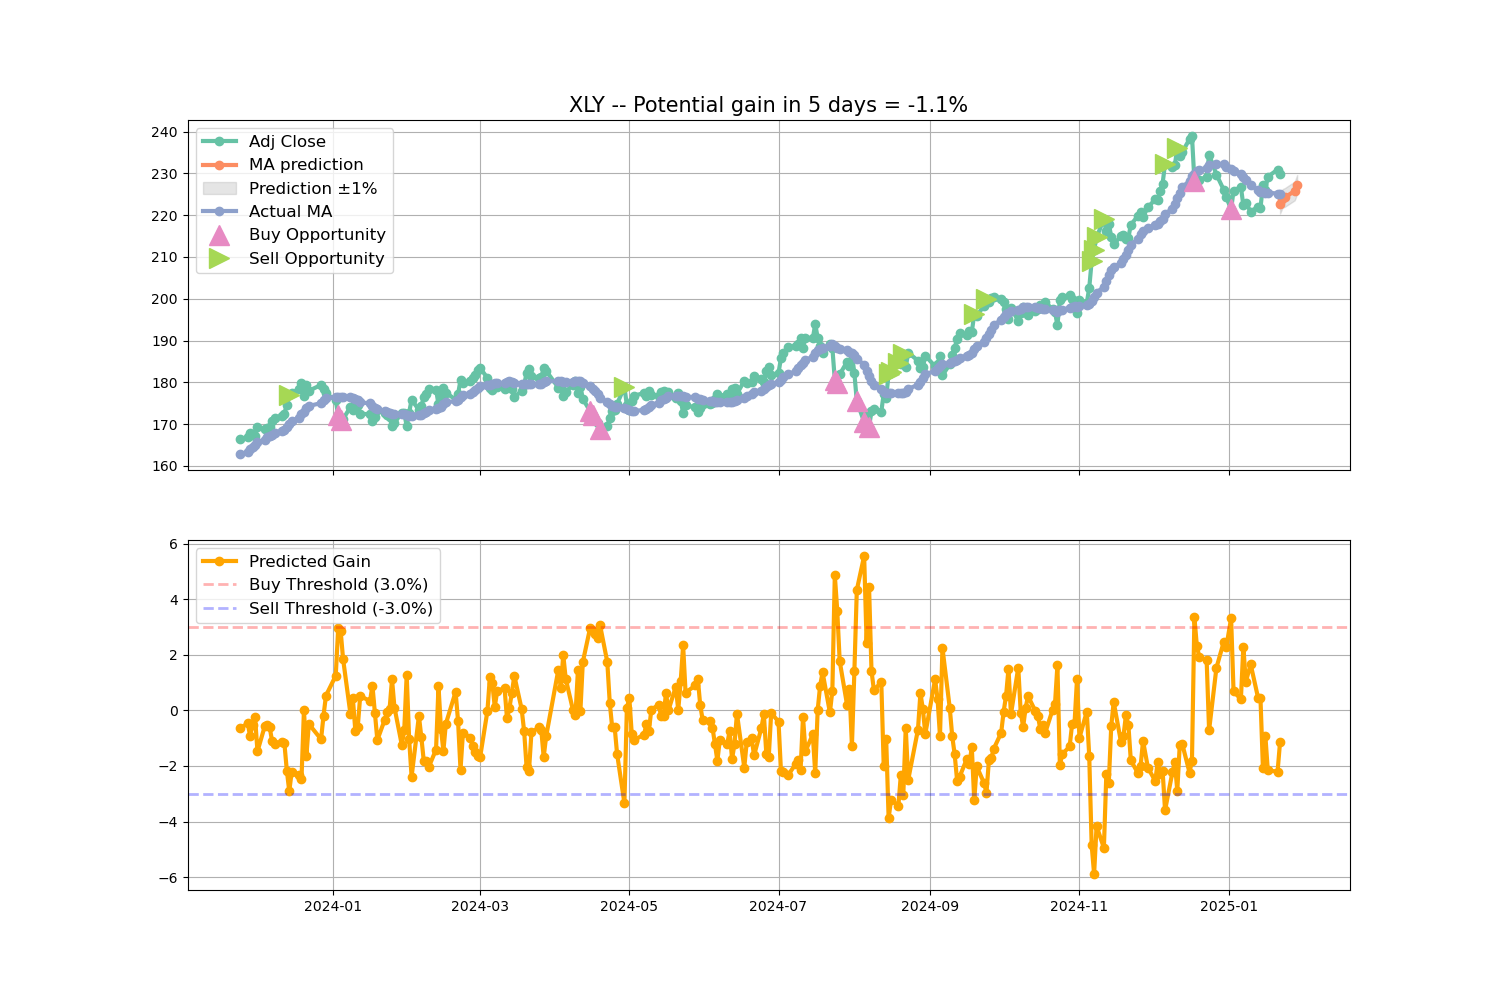 XLY -- Potential gain in 5 days = -1.1%
240
230
220
210
200
190
180
170
160
Adj Close
MA prediction
Prediction ±1%
Actual MA
Buy Opportunity
Sell Opportunity
6
4
2
0
−2
−4
−6
Predicted Gain
Buy Threshold (3.0%)
Sell Threshold (-3.0%)
2024-01
2024-03
2024-05
2024-07
2024-09
2024-11
2025-01